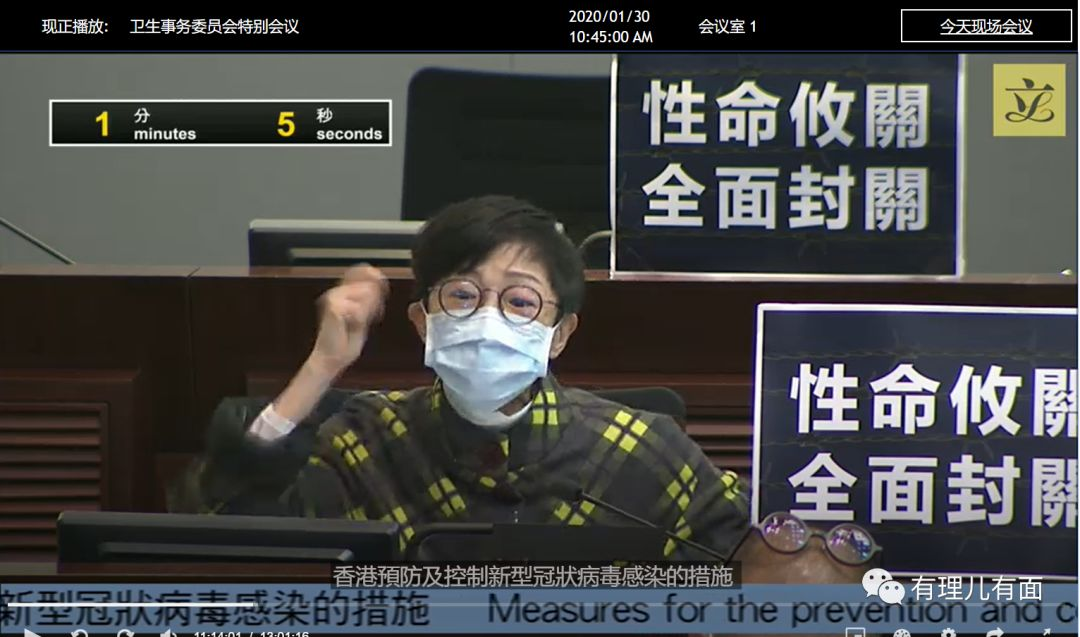 现正播放: 卫生事务委员会特别会议
2020/01/30
10:45:00 AM
会议室 1
今天现场会议
1 分 minutes 5 秒 seconds
性命攸關
全面封關
立
性命攸關
全面封關
香港預防及控制新型冠狀病毒感染的措施
有理儿有面
新型冠狀病毒感染的措施 Measures for the prevention and c
11:14:01 / 13:01:16